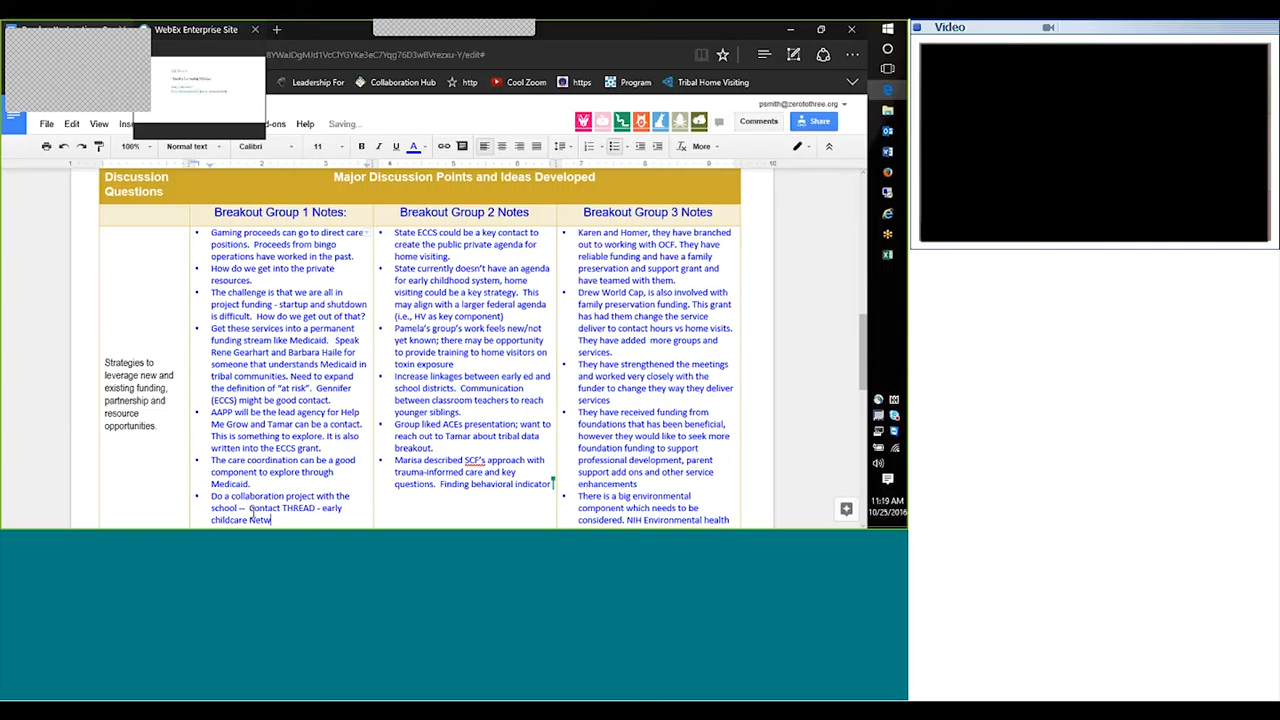 WebEx Enterprise Site
Video
8YWaJDgMJd1VcCfYGYKe3eC7Yqg76D3wBVrezxu-Y/edit#
Leadership For
Collaboration Hub
http
Cool Zoom
https
Program
Tribal Home Visiting
psmith@zerotothree.org
File Edit View Ins
d-ons Help Saving...
Comments
Share
100% Normal text Calibri 11 B I U A More
1 2 3 4 5 6 7 8 9 10
Discussion
Questions
Major Discussion Points and Ideas Developed
Breakout Group 1 Notes:
Breakout Group 2 Notes
Breakout Group 3 Notes
Strategies to
leverage new and
existing funding,
partnership and
resource
opportunities.
• Gaming proceeds can go to direct care
positions. Proceeds from bingo
operations have worked in the past.
• How do we get into the private
resources.
• The challenge is that we are all in
project funding - startup and shutdown
is difficult. How do we get out of that?
• Get these services into a permanent
funding stream like Medicaid. Speak
Rene Gearhart and Barbara Haile for
someone that understands Medicaid in
tribal communities. Need to expand
the definition of "at risk". Gennifer
(ECCS) might be good contact.
• AAPP will be the lead agency for Help
Me Grow and Tamar can be a contact.
This is something to explore. It is also
written into the ECCS grant.
• The care coordination can be a good
component to explore through
Medicaid.
• Do a collaboration project with the
school -- Contact THREAD - early
childcare Netw
• State ECCS could be a key contact to
create the public private agenda for
home visiting.
• State currently doesn't have an agenda
for early childhood system, home
visiting could be a key strategy. This
may align with a larger federal agenda
(i.e., HV as key component)
• Pamela's group's work feels new/not
yet known; there may be opportunity
to provide training to home visitors on
toxin exposure
• Increase linkages between early ed and
school districts. Communication
between classroom teachers to reach
younger siblings.
• Group liked ACEs presentation; want to
reach out to Tamar about tribal data
breakout.
• Marisa described SCF's approach with
trauma-informed care and key
questions. Finding behavioral indicator
• Karen and Homer, they have branched
out to working with OCF. They have
reliable funding and have a family
preservation and support grant and
have teamed with them.
• Drew World Cap, is also involved with
family preservation funding. This grant
has had them change the service
deliver to contact hours vs home visits.
They have added more groups and
services.
• They have strengthened the meetings
and worked very closely with the
funder to change they way they deliver
services
• They have received funding from
foundations that has been beneficial,
however they would like to seek more
foundation funding to support
professional development, parent
support add ons and other service
enhancements
• There is a big environmental
component which needs to be
considered. NIH Environmental health
11:19 AM
10/25/2016